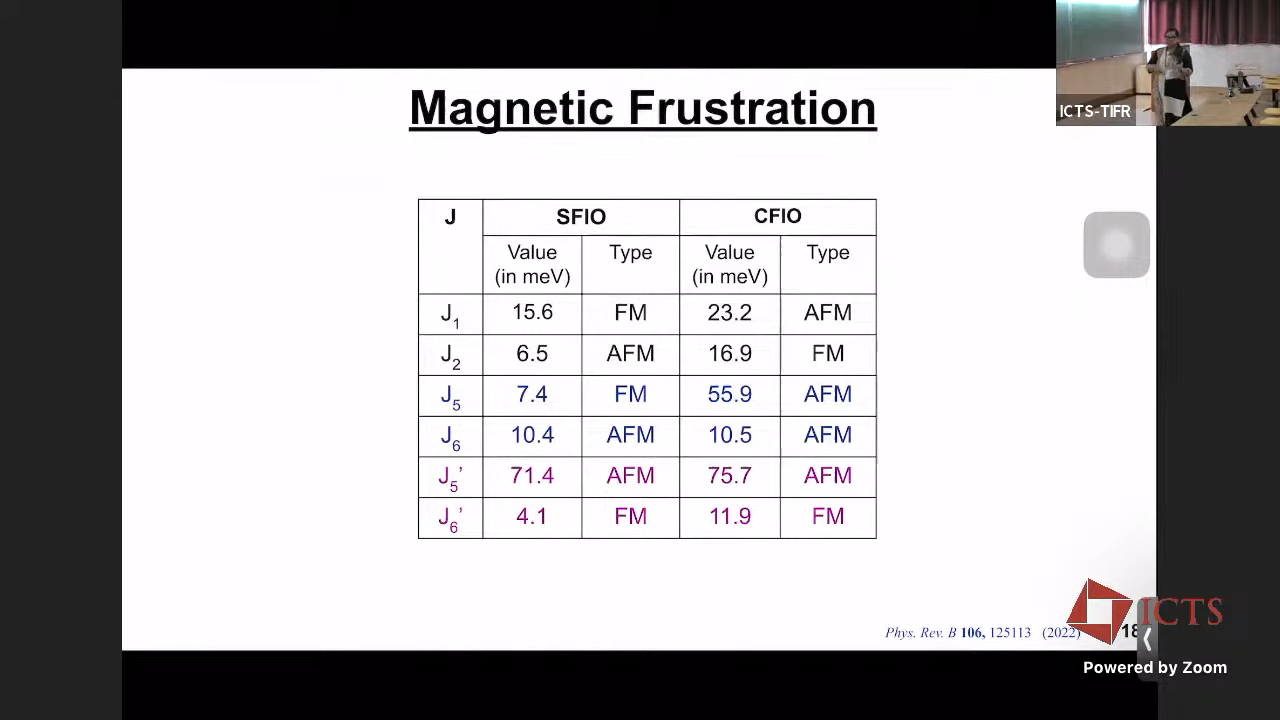 Magnetic Frustration
ICTS-TIFR
J SFIO CFIO
Value (in meV) Type Value (in meV) Type
J1 15.6 FM 23.2 AFM
J2 6.5 AFM 16.9 FM
J5 7.4 FM 55.9 AFM
J6 10.4 AFM 10.5 AFM
J5' 71.4 AFM 75.7 AFM
J6' 4.1 FM 11.9 FM
Phys. Rev. B 106, 125113 (2022)
18
ICTS
Powered by Zoom